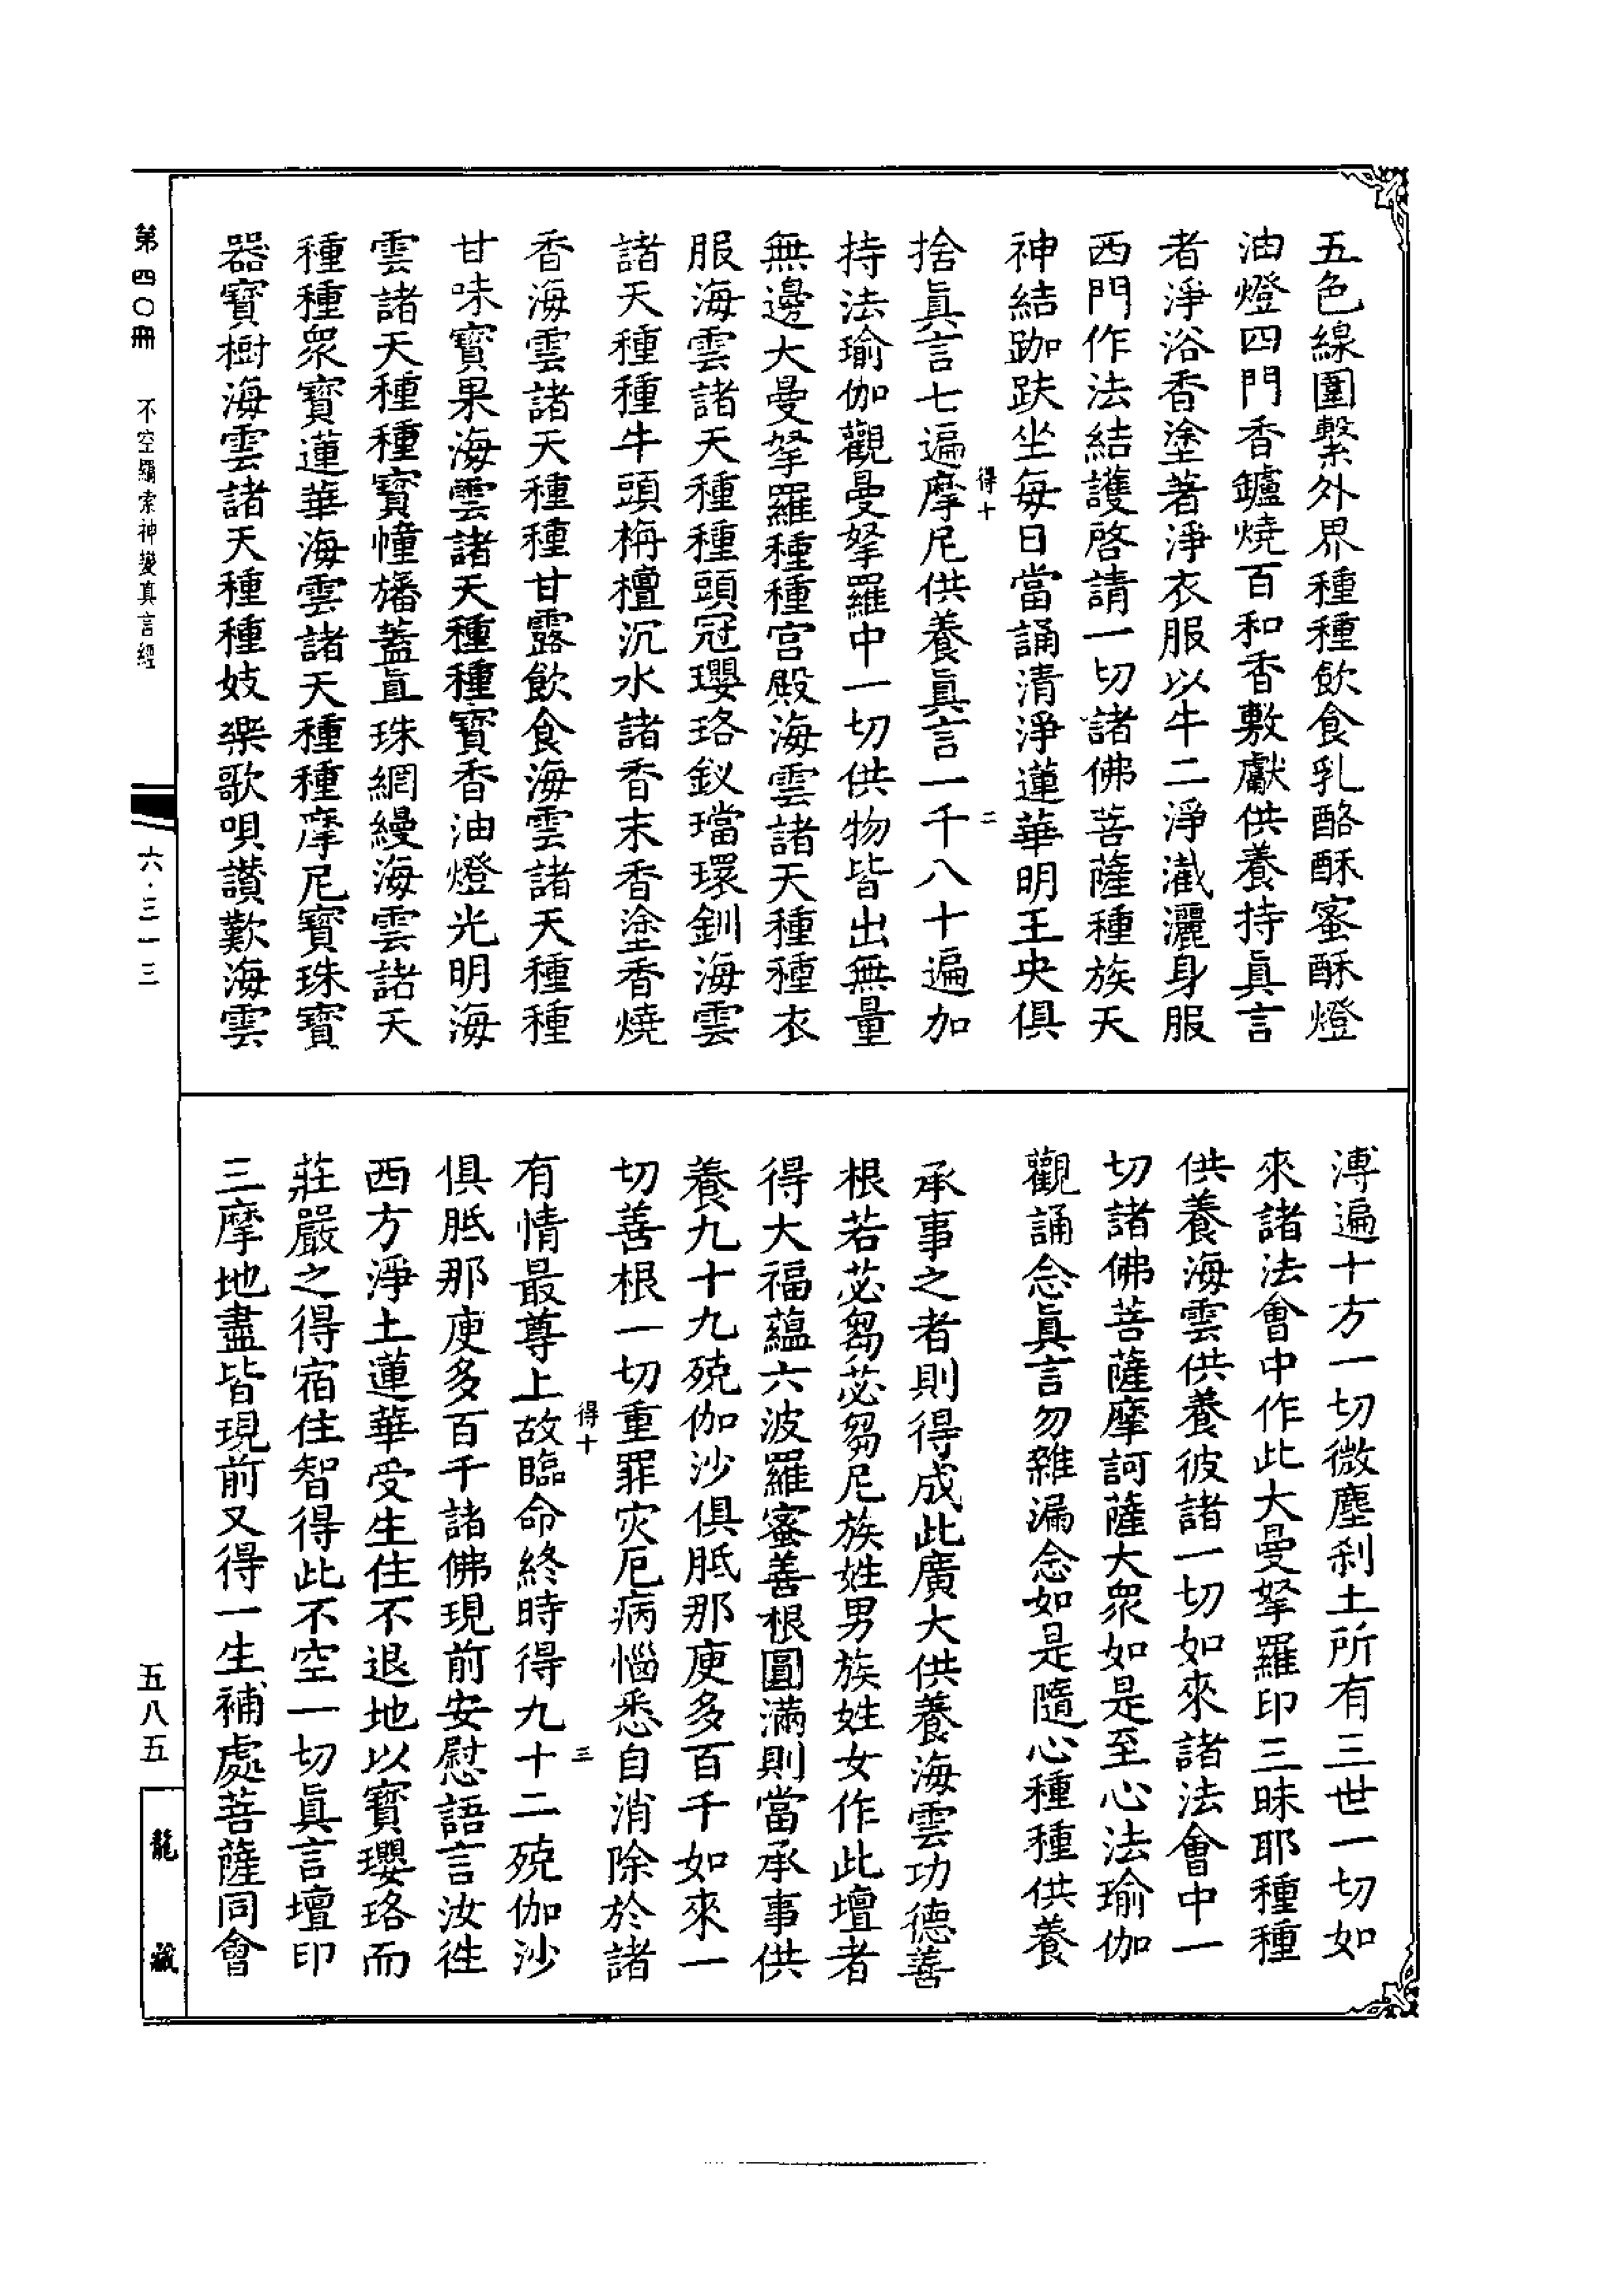 五色線圍繫外界種種飲食乳酪酥蜜酥燈
油燈四門香鑪燒百和香敷獻供養持眞言
者淨浴香塗著淨衣服以牛二淨濺灑身服
西門作法結護啓請一切諸佛菩薩種族天
神結跏趺坐每日當誦清淨蓮華明王央俱
得十 二
捨眞言七遍摩尼供養眞言一千八十遍加
持法瑜伽觀曼拏羅中一切供物皆出無量
無邊大曼拏羅種種宮殿海雲諸天種種衣
服海雲諸天種種頭冠瓔珞釵璫環釧海雲
諸天種種牛頭栴檀沉水諸香末香塗香燒
香海雲諸天種種甘露飲食海雲諸天種種
甘味寶果海雲諸天種種寶香油燈光明海
雲諸天種種寶幢旛蓋眞珠網縵海雲諸天
種種眾寶蓮華海雲諸天種種摩尼寶珠寶
器寶樹海雲諸天種種妓樂歌唄讚歎海雲
溥遍十方一切微塵剎土所有三世一切如
來諸法會中作此大曼拏羅印三昧耶種種
供養海雲供養彼諸一切如來諸法會中一
切諸佛菩薩摩訶薩大眾如是至心法瑜伽
觀誦念眞言勿雜漏念如是隨心種種供養
承事之者則得成此廣大供養海雲功德善
根若苾芻苾芻尼族姓男族姓女作此壇者
得大福蘊六波羅蜜善根圓滿則當承事供
養九十九殑伽沙俱胝那庾多百千如來一
切善根一切重罪灾厄病惱悉自消除於諸
得十 三
有情最尊上故臨命終時得九十二殑伽沙
俱胝那庾多百千諸佛現前安慰語言汝徃
西方淨土蓮華受生住不退地以寶瓔珞而
莊嚴之得宿住智得此不空一切眞言壇印
三摩地盡皆現前又得一生補處菩薩同會
第四〇冊 不空羂索神變真言經
六·三一三
五八五
龍藏